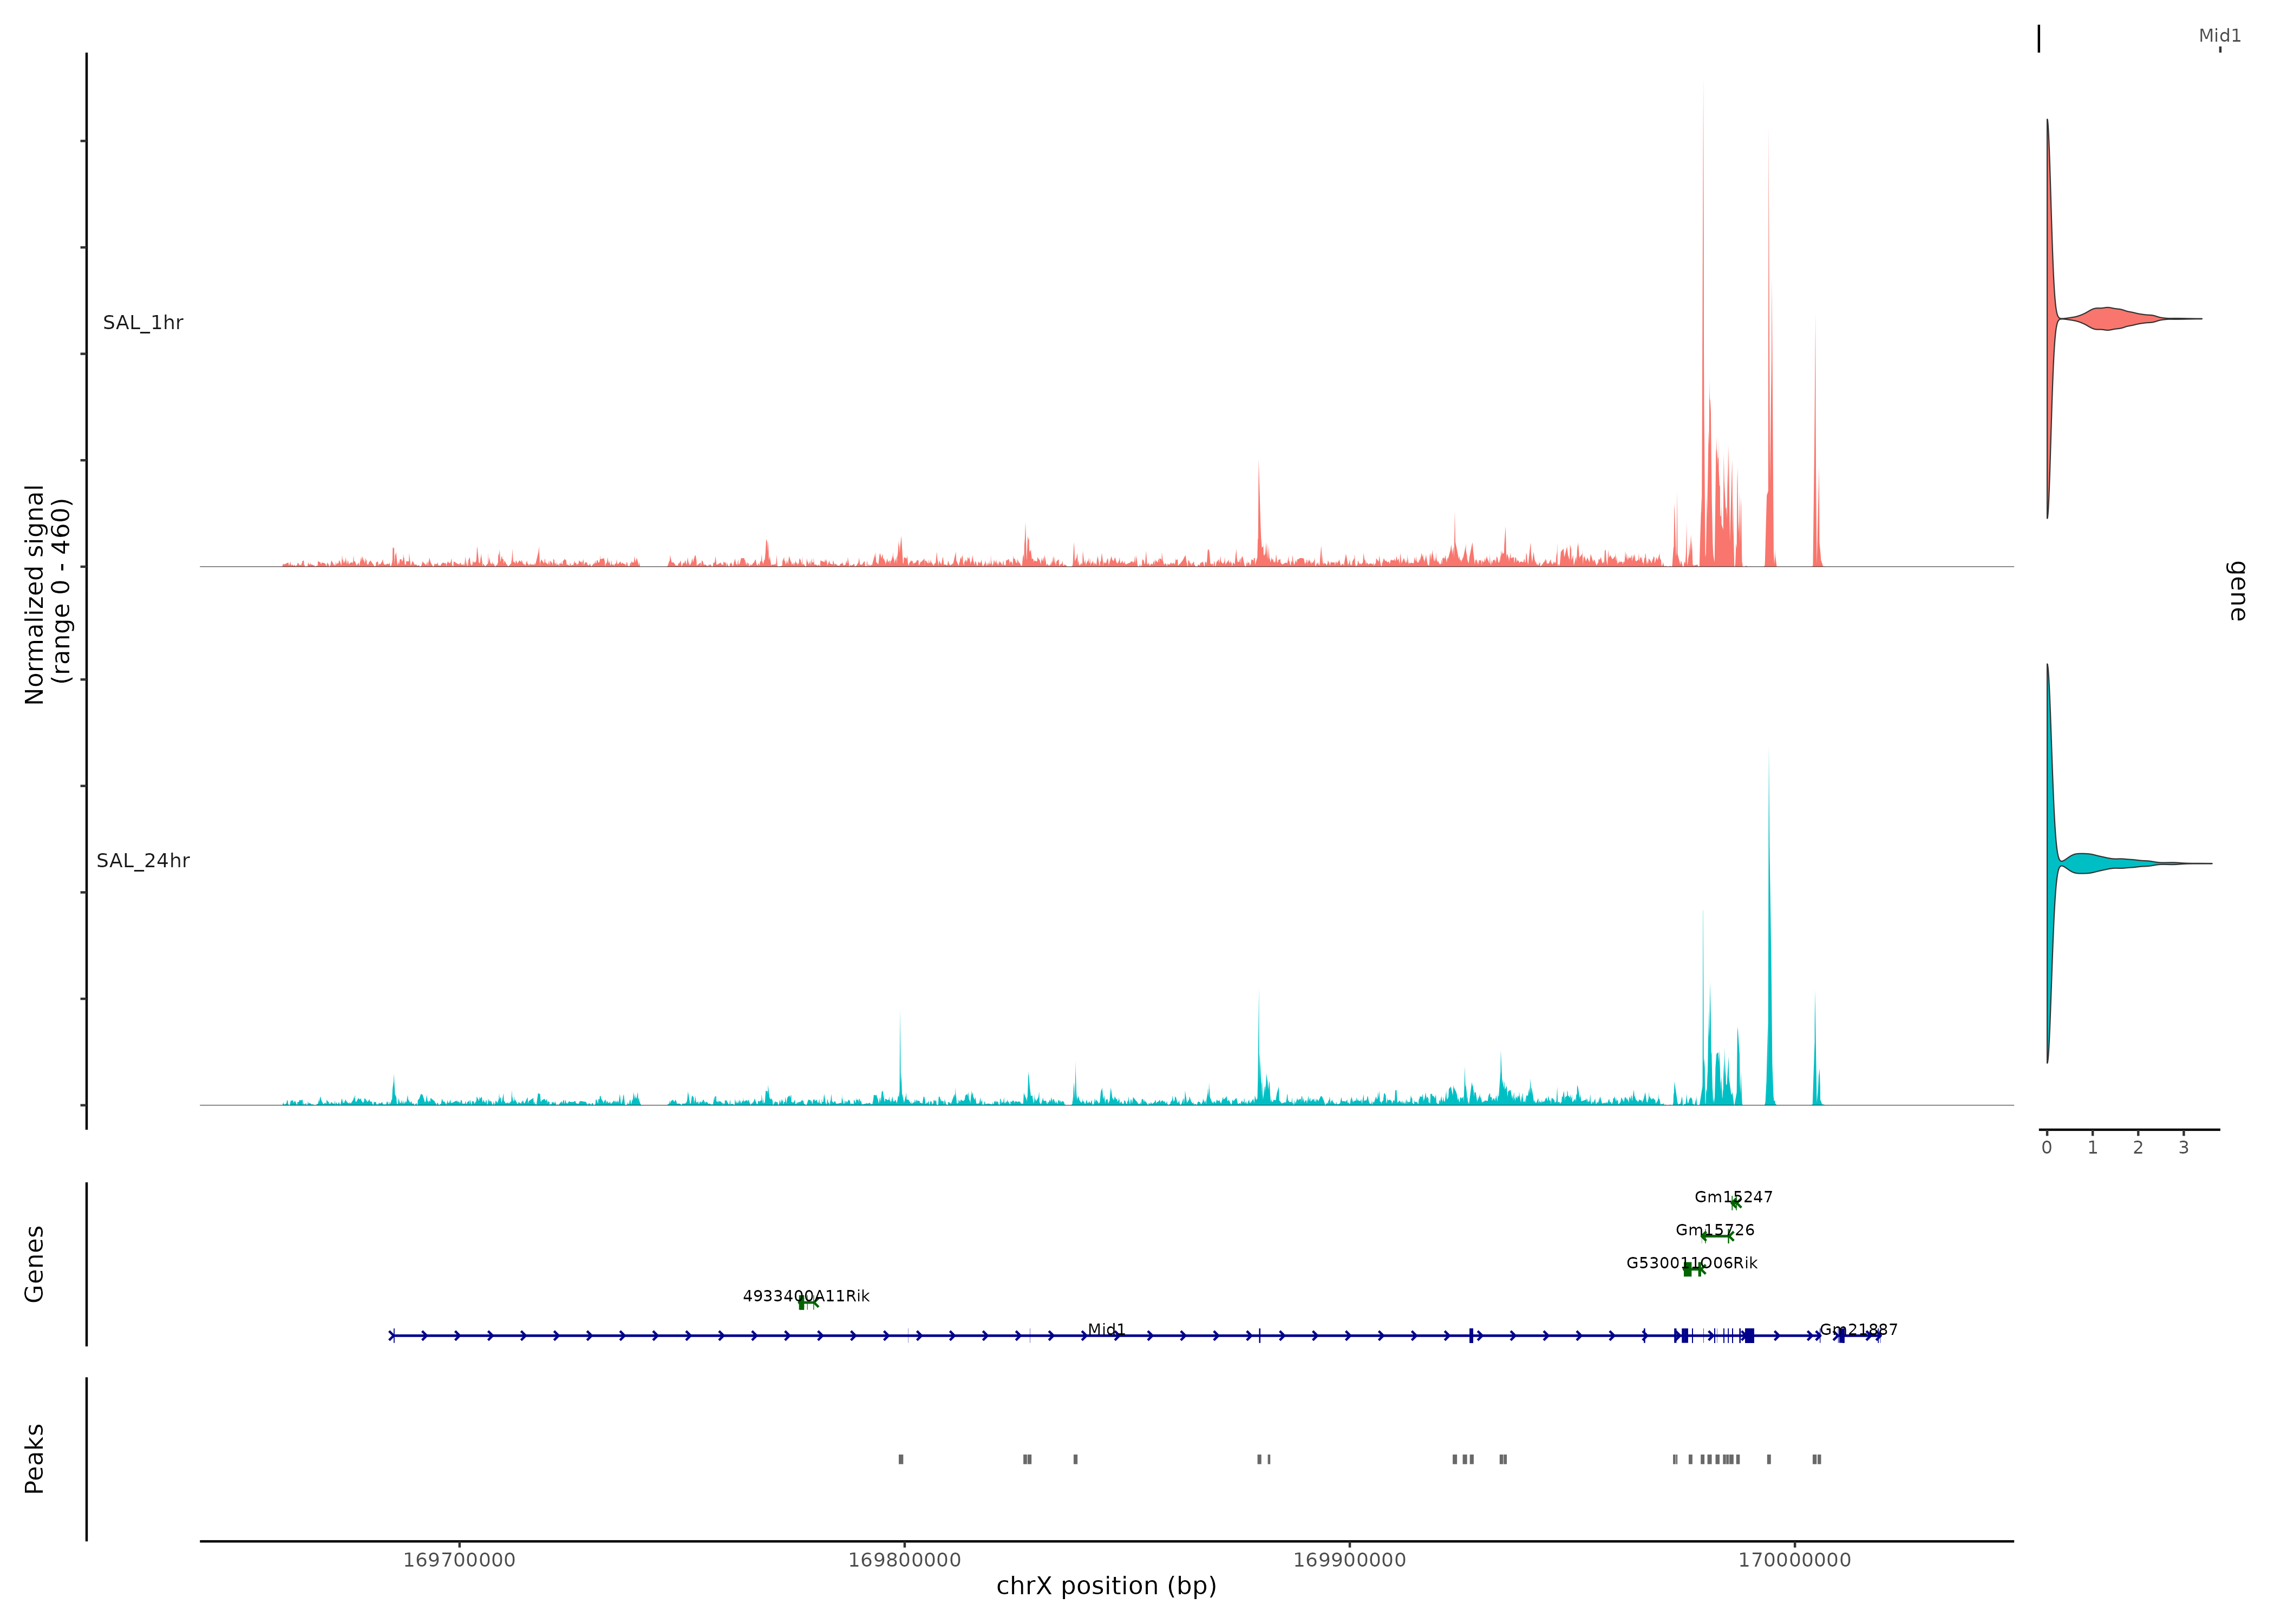 Mid1
Normalized signal
(range 0 - 460)
SAL_1hr
gene
SAL_24hr
0 1 2 3
Genes
Gm15247
Gm15726
G530011O06Rik
4933400A11Rik
Mid1
Gm21887
Peaks
169700000 169800000 169900000 170000000
chrX position (bp)